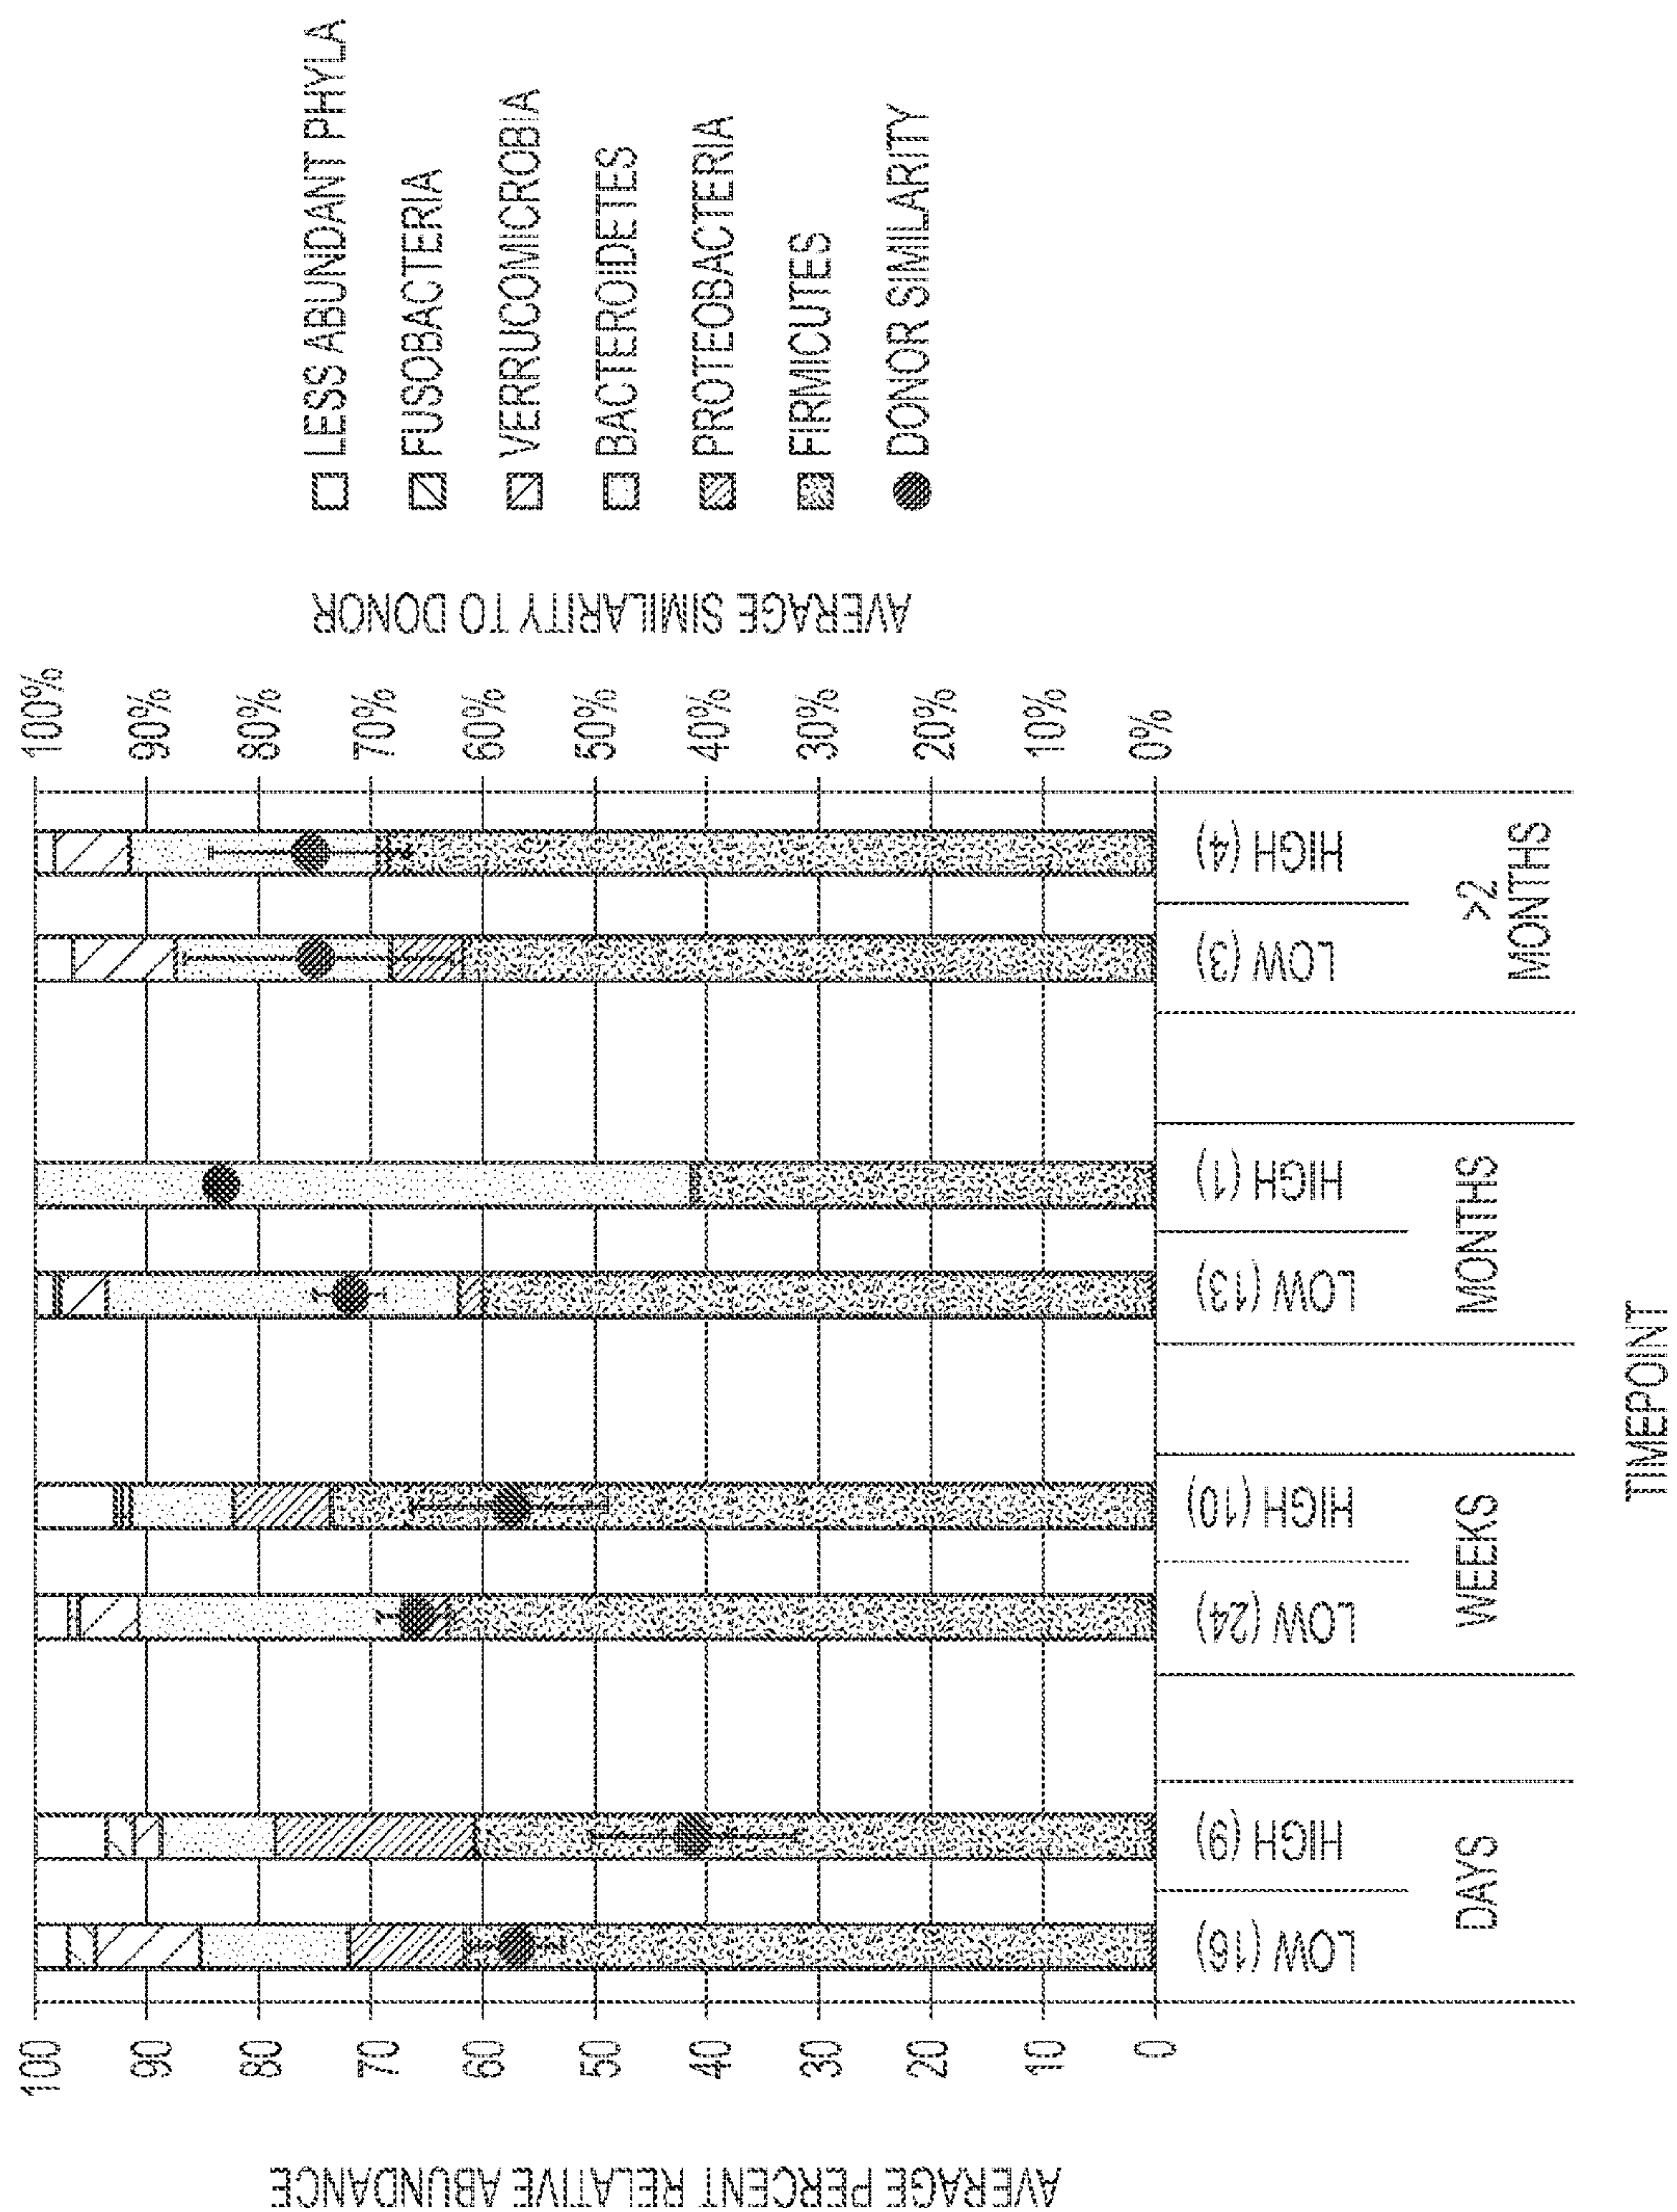 AVERAGE PERCENT RELATIVE ABUNDANCE
100
90
80
70
60
50
40
30
20
10
0
100%
90%
80%
70%
60%
50%
40%
30%
20%
10%
0%
AVERAGE SIMILARITY TO DONOR
LOW (16)
HIGH (9)
LOW (24)
HIGH (10)
LOW (13)
HIGH (1)
LOW (3)
HIGH (4)
DAYS
WEEKS
MONTHS
>2
MONTHS
TIMEPOINT
LESS ABUNDANT PHYLA
FUSOBACTERIA
VERRUCOMICROBIA
BACTEROIDETES
PROTEOBACTERIA
FIRMICUTES
DONOR SIMILARITY